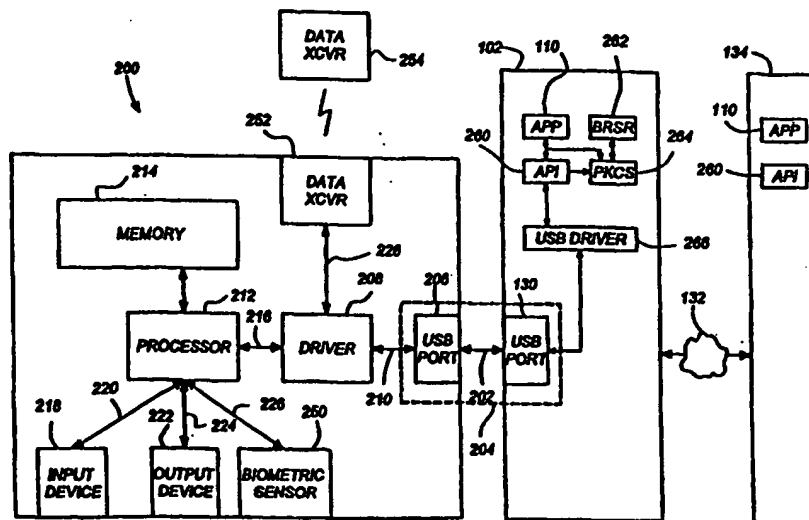 200
DATA
XCVR
254
102
110
262
134
APP
BRSR
110
APP
252
260
264
API
PKCS
260
API
214
DATA
XCVR
MEMORY
USB DRIVER
266
226
212
208
206
130
132
PROCESSOR
216
DRIVER
USB
PORT
USB
PORT
220
210
202
218
222
224
226
250
204
INPUT
DEVICE
OUTPUT
DEVICE
BIOMETRIC
SENSOR